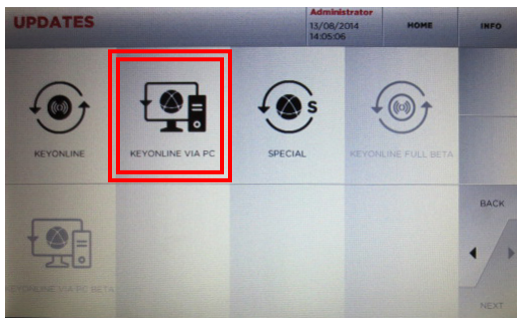 UPDATES
Administrator
13/08/2014
14:05:06
HOME
INFO
KEYONLINE
KEYONLINE VIA PC
S
SPECIAL
KEYONLINE FULL BETA
KEYONLINE VIA PC BETA
BACK
NEXT